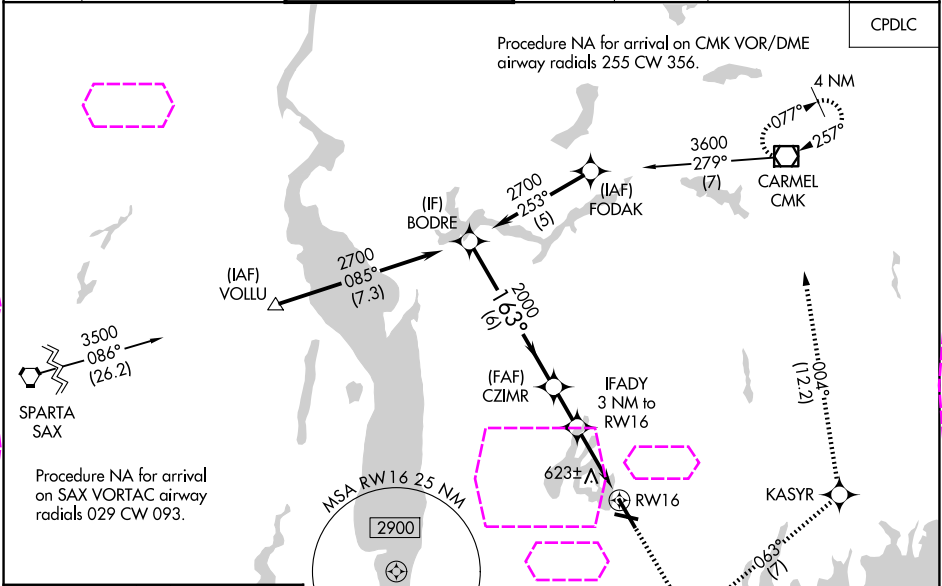 CPDLC
Procedure NA for arrival on CMK VOR/DME
airway radials 255 CW 356.
4 NM
077°
257°
3600
279°
(7)
CARMEL
CMK
2700
253°
(5)
(IAF)
FODAK
(IF)
BODRE
2700
085°
(7.3)
(IAF)
VOLLU
2000
163°
(6)
3500
086°
(26.2)
SPARTA
SAX
(FAF)
CZIMR
IFADY
3 NM to
RW16
004°
(12.2)
623±
RW16
KASYR
063°
(7)
Procedure NA for arrival
on SAX VORTAC airway
radials 029 CW 093.
MSA RW16 25 NM
2900